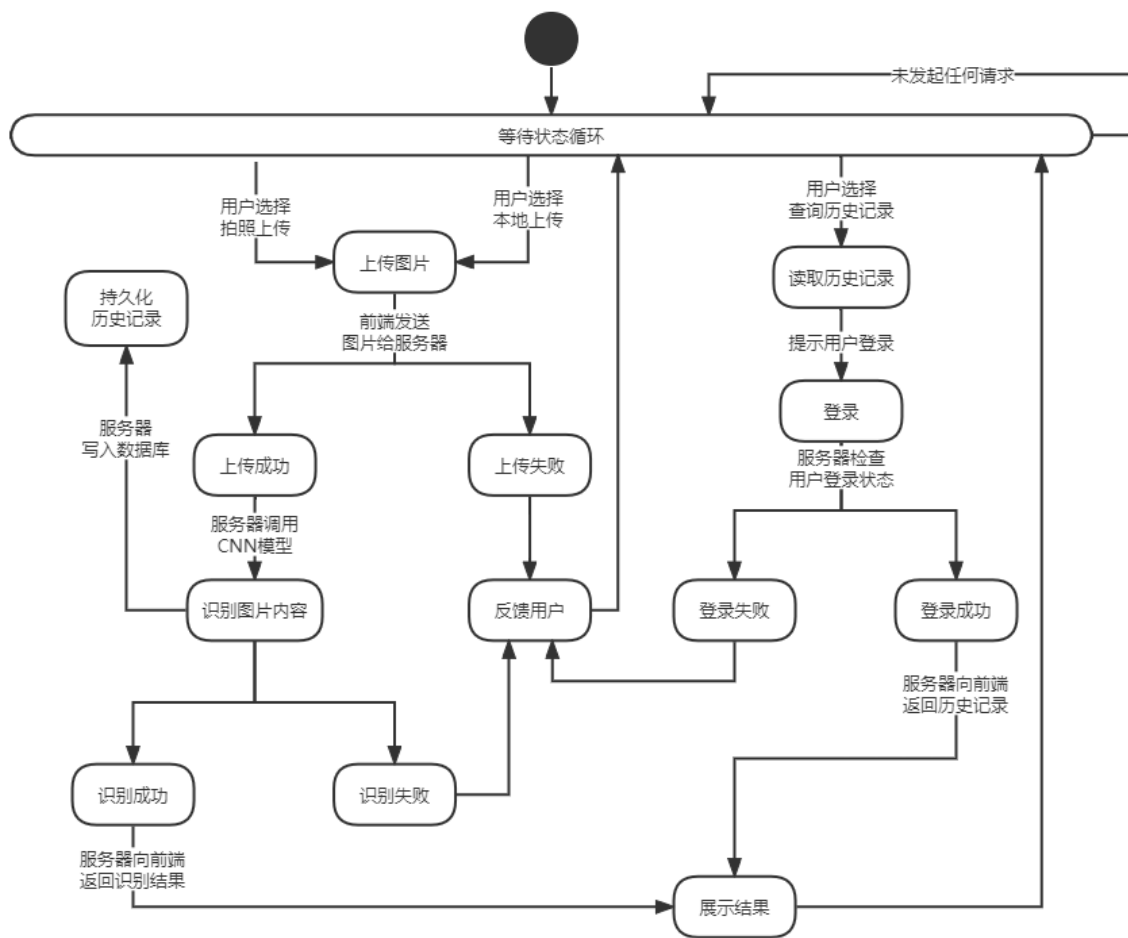 未发起任何请求
等待状态循环
用户选择
拍照上传
用户选择
本地上传
用户选择
查询历史记录
上传图片
读取历史记录
持久化
历史记录
前端发送
图片给服务器
提示用户登录
登录
服务器
写入数据库
上传成功
上传失败
服务器检查
用户登录状态
服务器调用
CNN模型
识别图片内容
反馈用户
登录失败
登录成功
服务器向前端
返回历史记录
识别成功
识别失败
服务器向前端
返回识别结果
展示结果